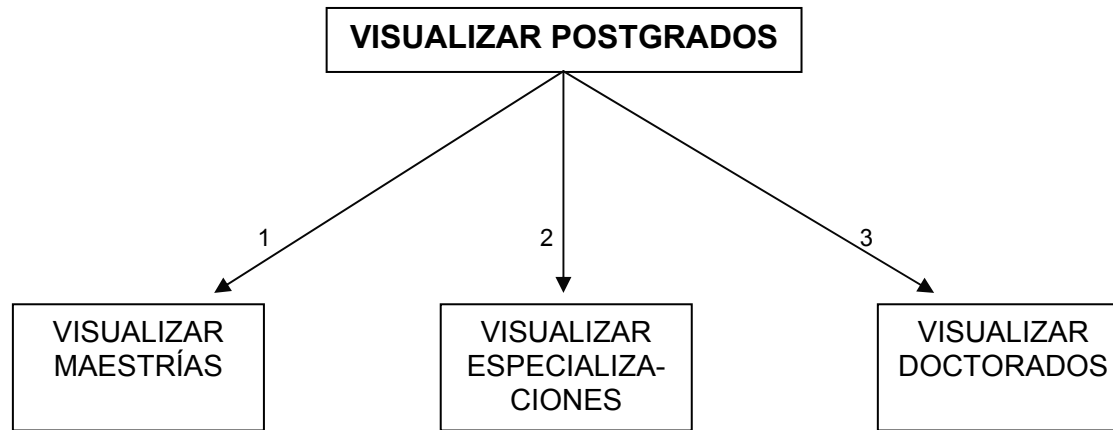 VISUALIZAR POSTGRADOS
1
2
3
VISUALIZAR
MAESTRÍAS
VISUALIZAR
ESPECIALIZA-
CIONES
VISUALIZAR
DOCTORADOS